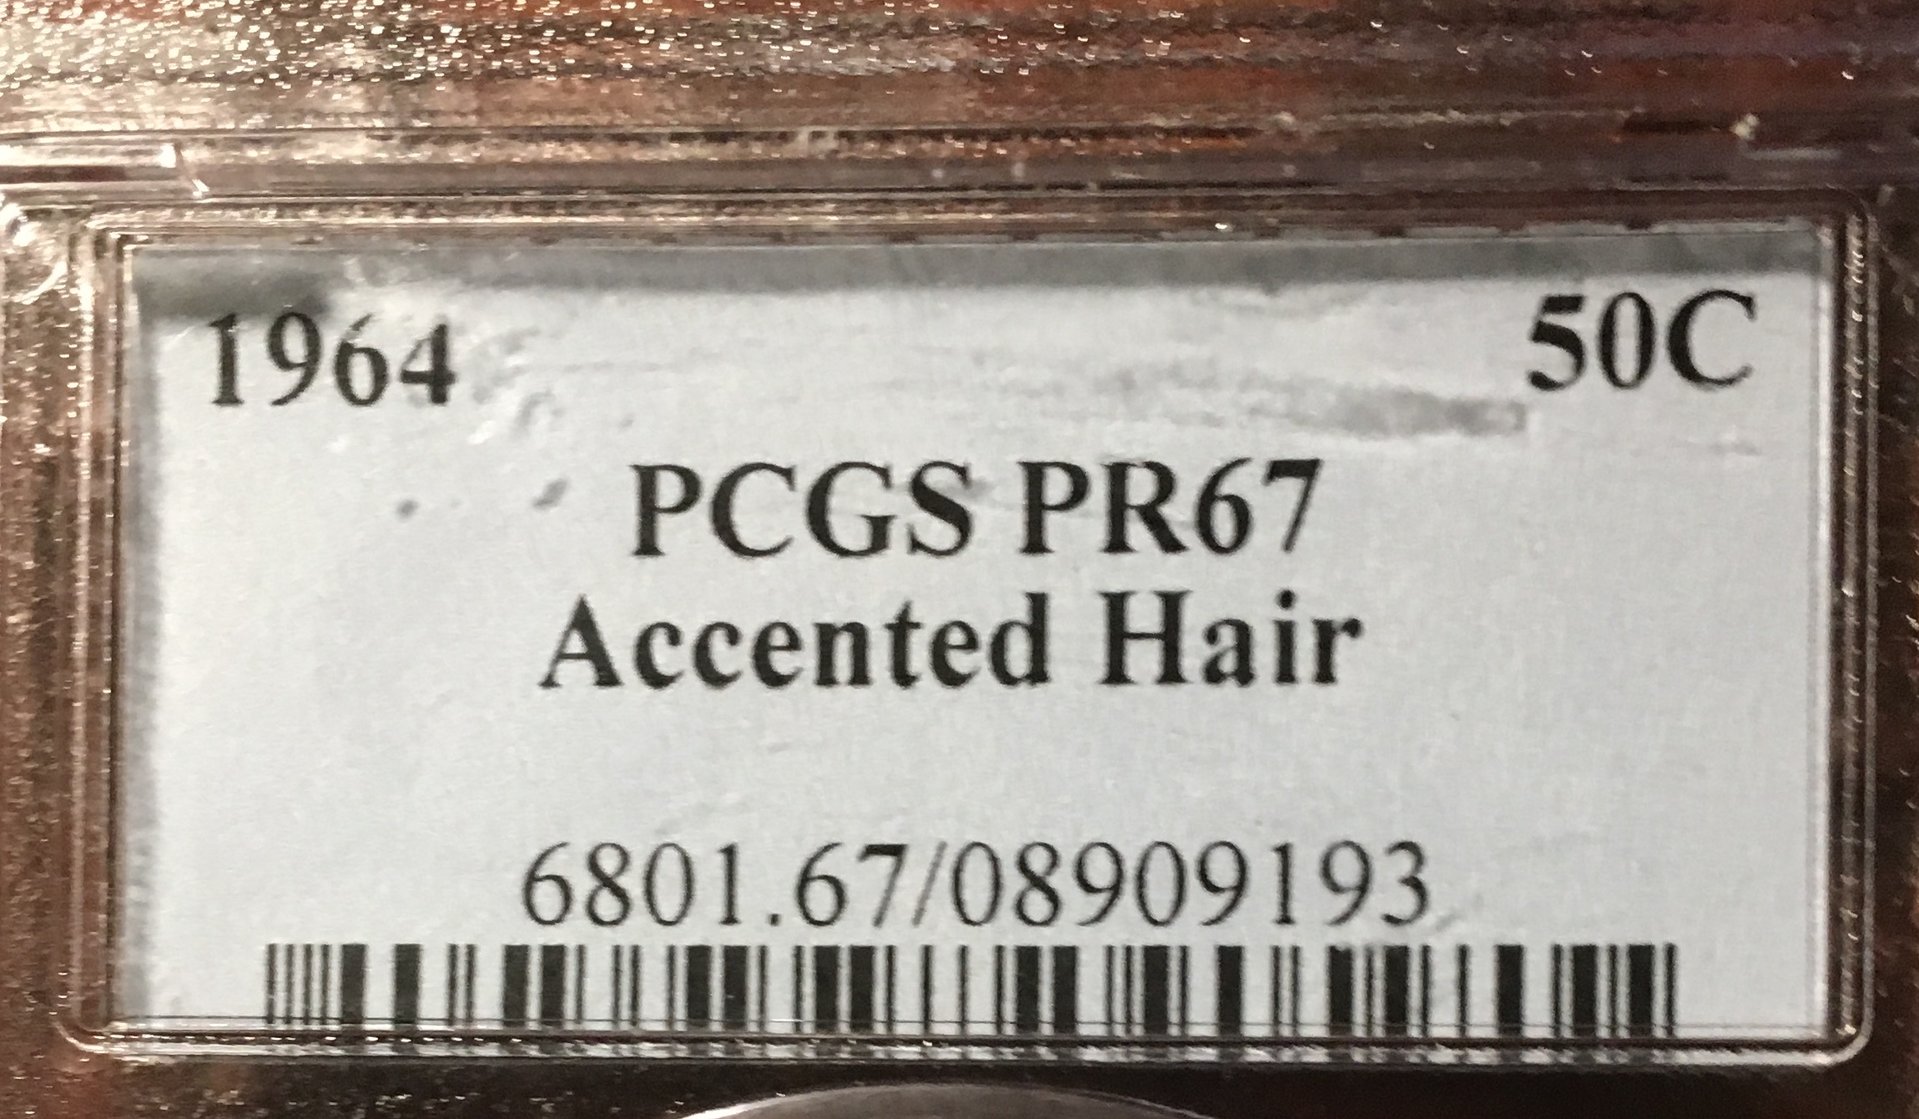 1964 50C
PCGS PR67
Accented Hair
6801.67/08909193